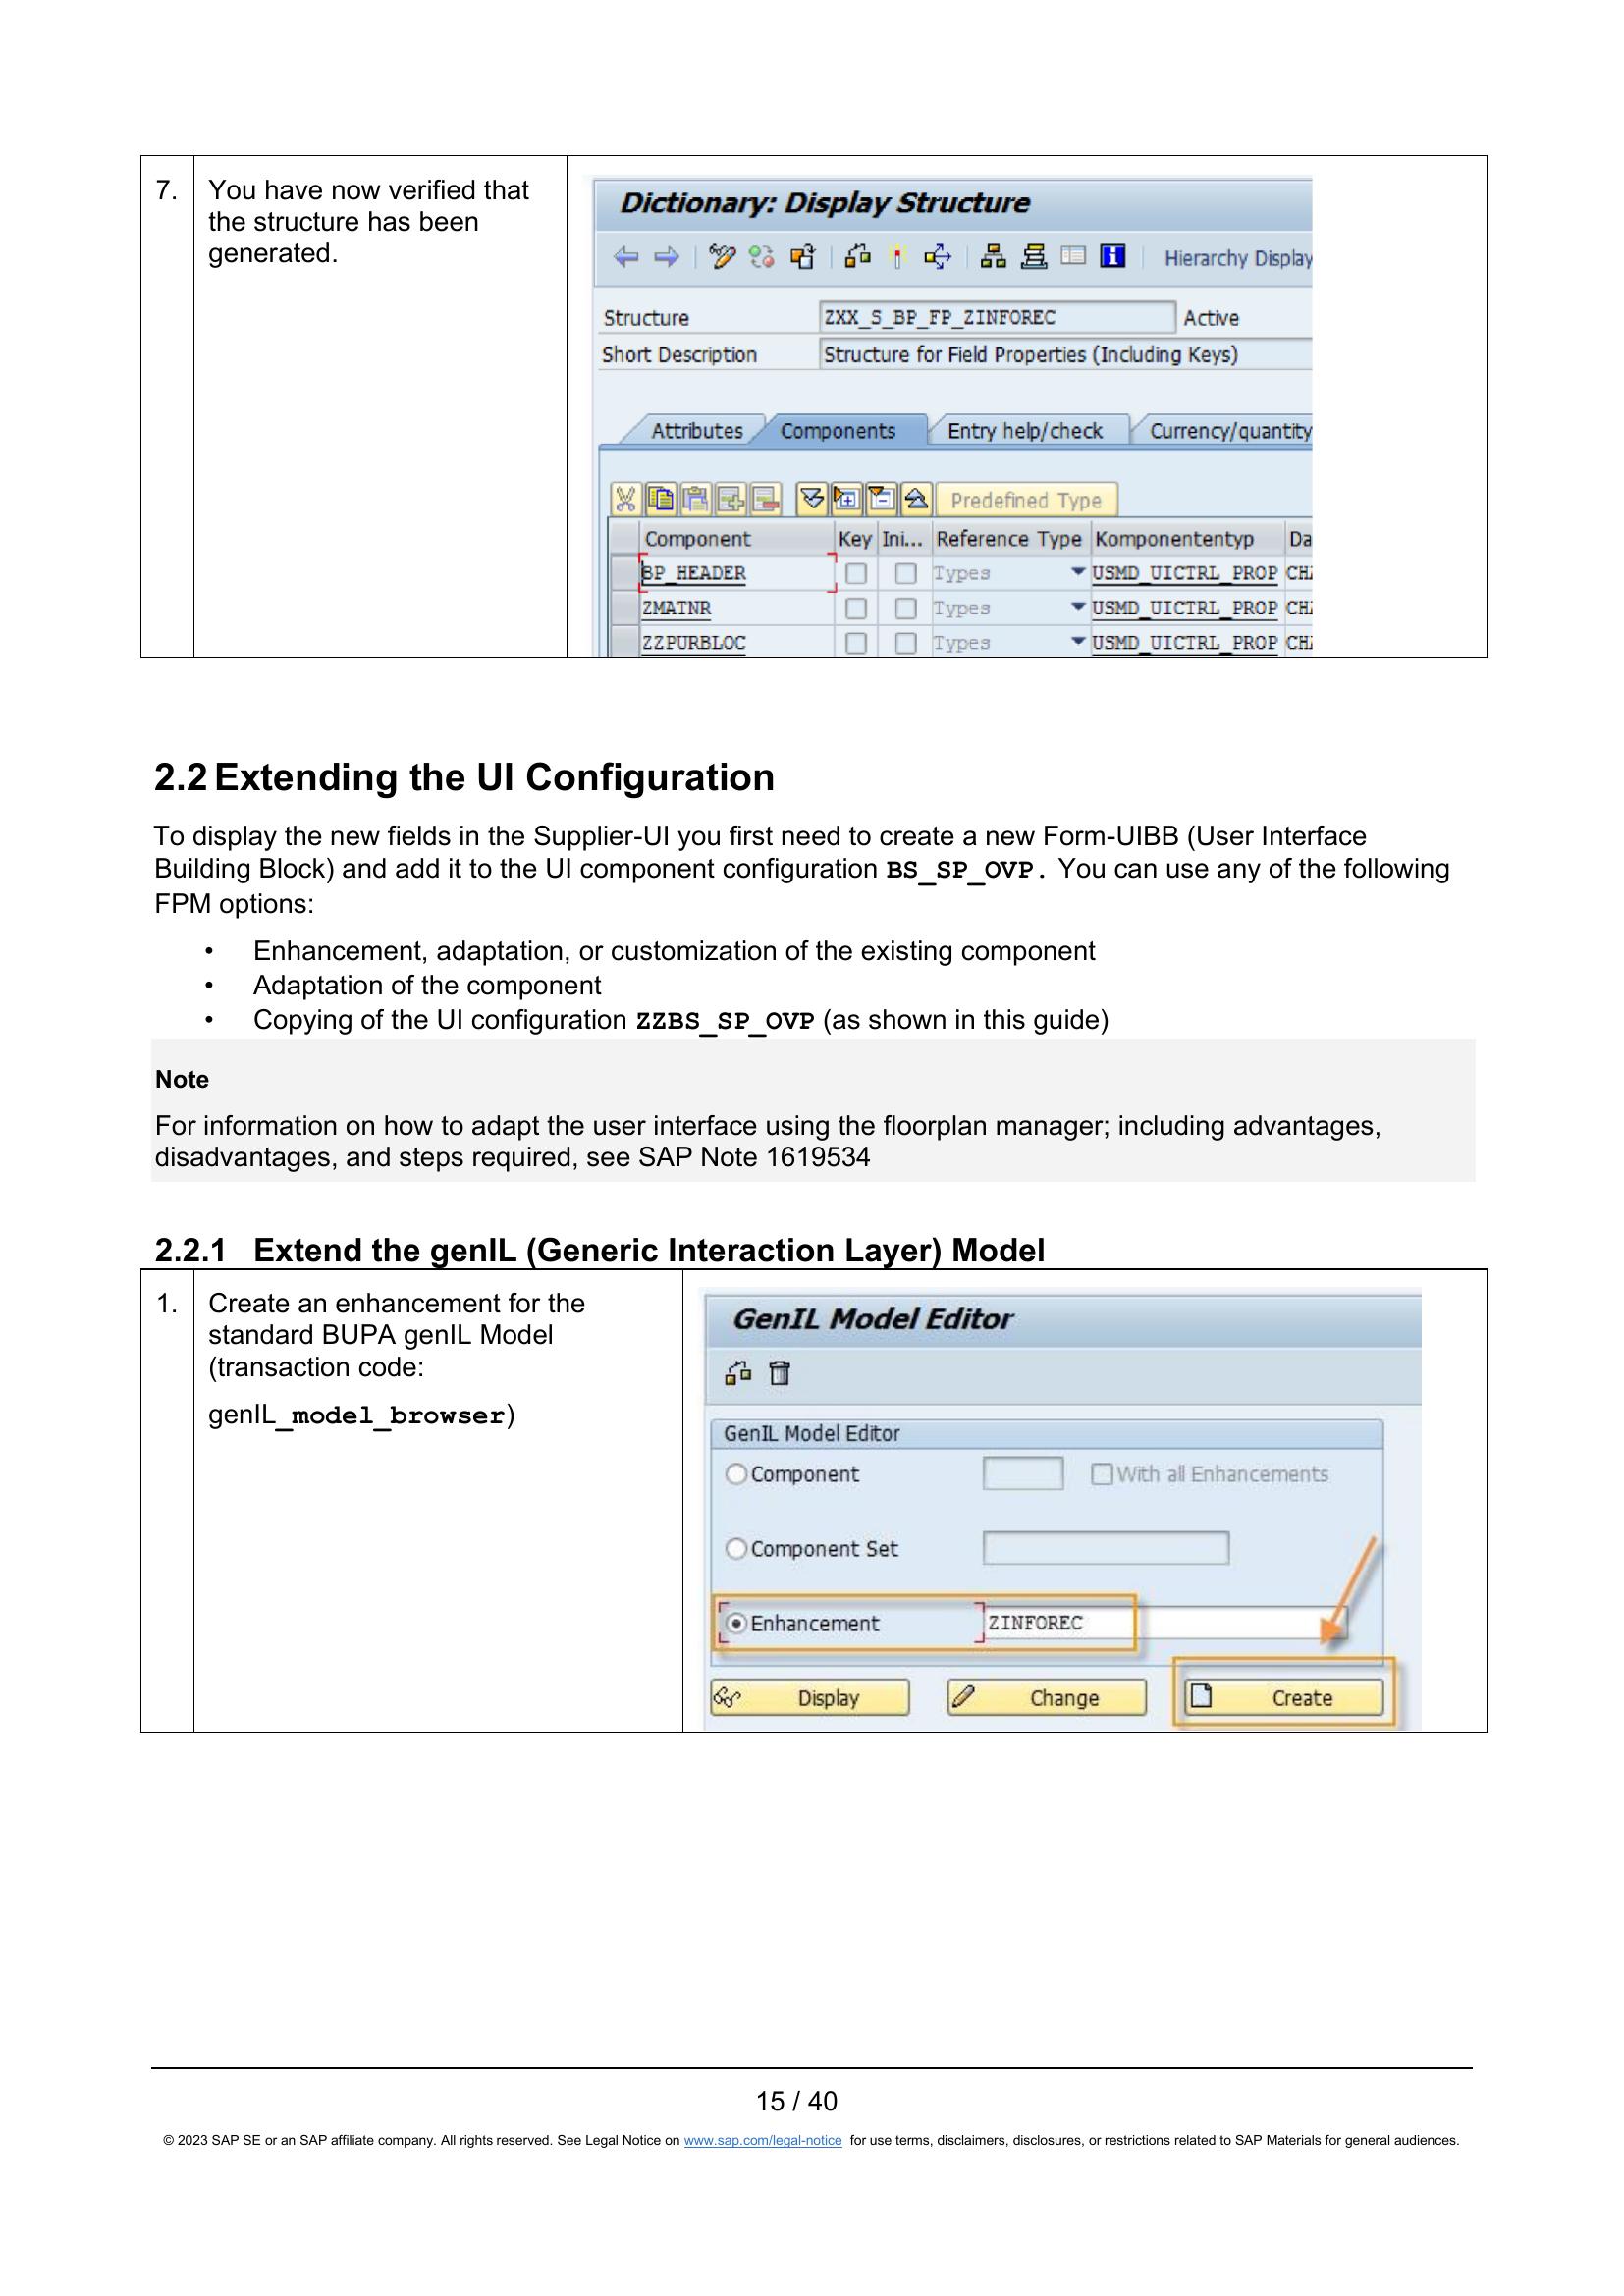 7. You have now verified that
the structure has been
generated.
Dictionary: Display Structure
Hierarchy Display
Structure ZXX_S_BP_FP_ZINFOREC Active
Short Description Structure for Field Properties (Including Keys)
Attributes Components Entry help/check Currency/quantity
Predefined Type
Component Key Ini... Reference Type Komponententyp Da
BP_HEADER Types USMD_UICTRL_PROP CHA
ZMATNR Types USMD_UICTRL_PROP CHA
ZZPURBLOC Types USMD_UICTRL_PROP CHA
2.2 Extending the UI Configuration
To display the new fields in the Supplier-UI you first need to create a new Form-UIBB (User Interface
Building Block) and add it to the UI component configuration BS_SP_OVP. You can use any of the following
FPM options:
• Enhancement, adaptation, or customization of the existing component
• Adaptation of the component
• Copying of the UI configuration ZZBS_SP_OVP (as shown in this guide)
Note
For information on how to adapt the user interface using the floorplan manager; including advantages,
disadvantages, and steps required, see SAP Note 1619534
2.2.1 Extend the genIL (Generic Interaction Layer) Model
1. Create an enhancement for the
standard BUPA genIL Model
(transaction code:
genIL_model_browser)
GenIL Model Editor
GenIL Model Editor
Component With all Enhancements
Component Set
Enhancement ZINFOREC
Display Change Create
15 / 40
© 2023 SAP SE or an SAP affiliate company. All rights reserved. See Legal Notice on www.sap.com/legal-notice for use terms, disclaimers, disclosures, or restrictions related to SAP Materials for general audiences.